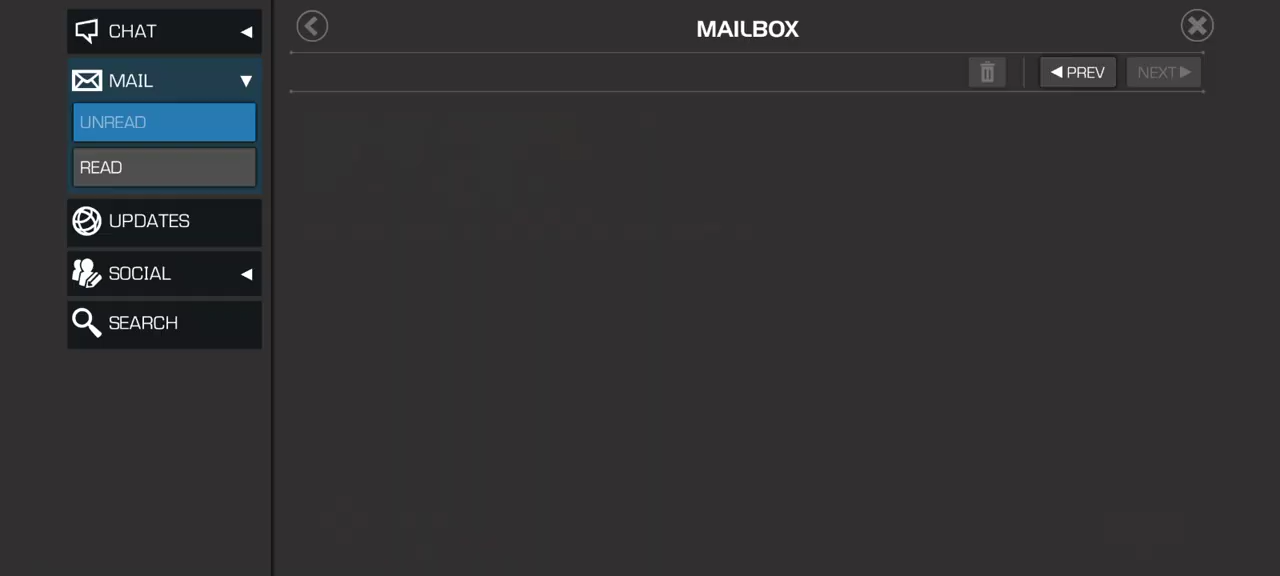 CHAT
MAIL
UNREAD
READ
UPDATES
SOCIAL
SEARCH
MAILBOX
PREV
NEXT